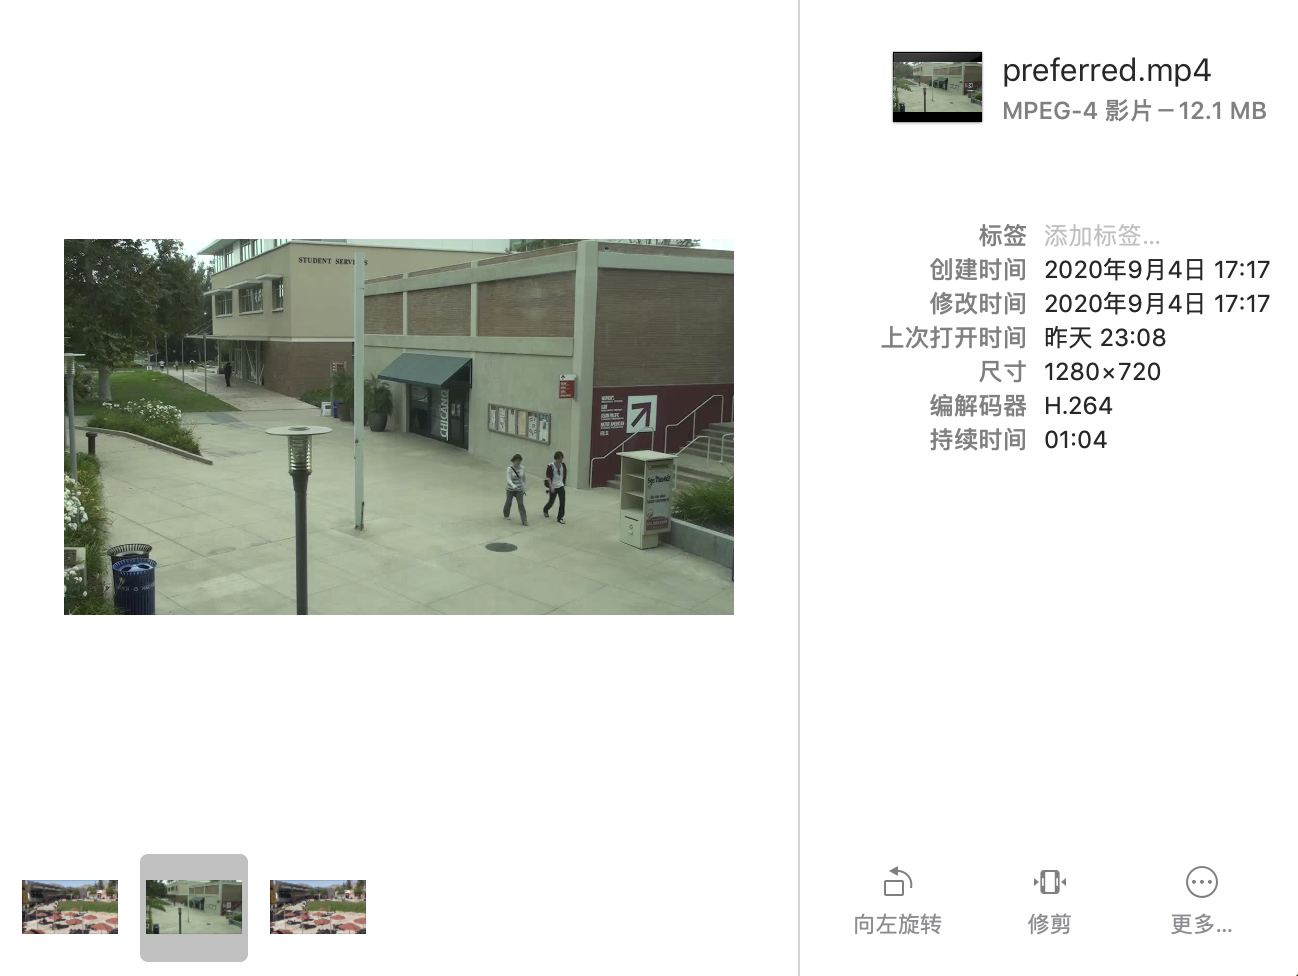 preferred.mp4
MPEG-4 影片 – 12.1 MB
标签 添加标签...
创建时间 2020年9月4日 17:17
修改时间 2020年9月4日 17:17
上次打开时间 昨天 23:08
尺寸 1280×720
编解码器 H.264
持续时间 01:04
STUDENT SERVICES
CHICANO
向左旋转
修剪
更多...